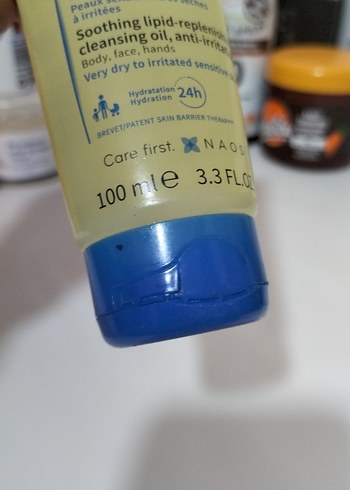 Peaux
à irritées
Soothing lipid-replenish
cleansing oil, anti-irrita
Body, face, hands
Very dry to irritated sensitive
Hydratation
Hydration 24h
BREVET/PATENT SKIN BARRIER THERAPY
Care first. NAOS
100 ml e 3.3 FL.OZ